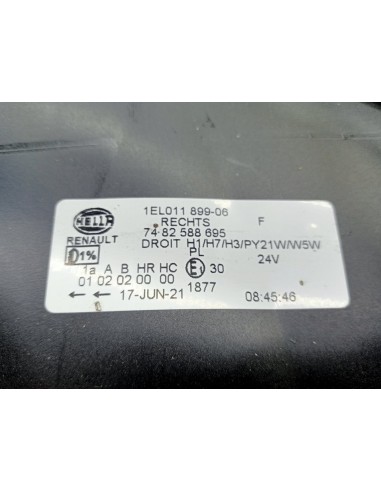 1EL011 899-06
HELLA RECHTS F
RENAULT 74 82 588 695
1% DROIT H1/H7/H3/PY21W/W5W
PL 24V
1a A B HR HC E1 30
01 02 02 00 00 1877
←← 17-JUN-21 08:45:46